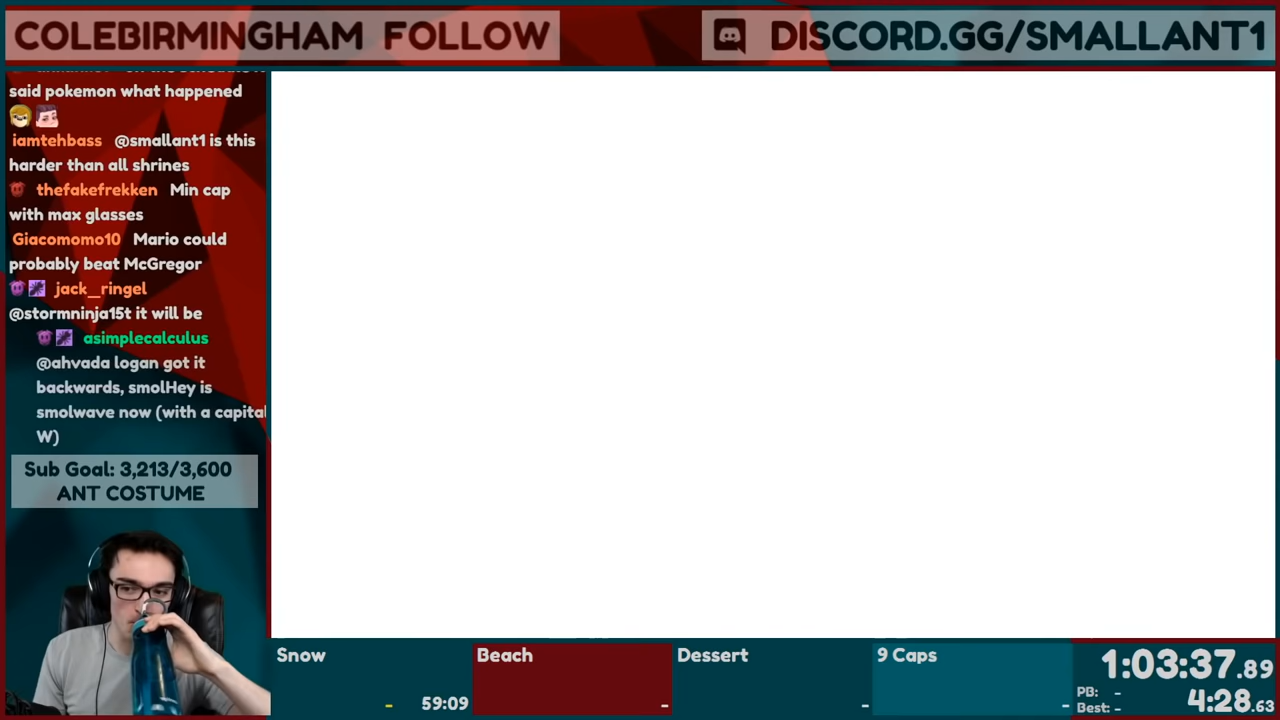 COLEBIRMINGHAM FOLLOW
DISCORD.GG/SMALLANT1
said pokemon what happened
iamtehbass @smallant1 is this
harder than all shrines
thefakefrekken Min cap
with max glasses
Giacomomo10 Mario could
probably beat McGregor
jack_ringel
@stormninja15t it will be
asimplecalculus
@ahvada logan got it
backwards, smolHey is
smolwave now (with a capital
W)
Sub Goal: 3,213/3,600
ANT COSTUME
Snow
- 59:09
Beach
-
Dessert
-
9 Caps
-
1:03:37.89
PB: -
Best: -
4:28.63